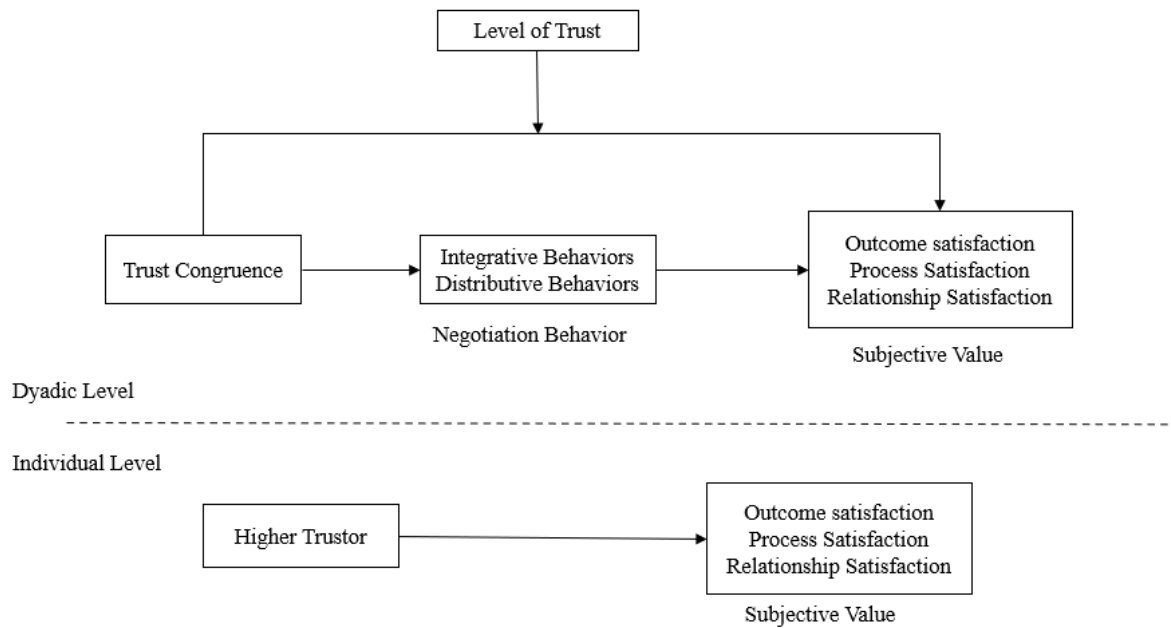 Level of Trust
Trust Congruence
Integrative Behaviors
Distributive Behaviors
Negotiation Behavior
Outcome satisfaction
Process Satisfaction
Relationship Satisfaction
Subjective Value
Dyadic Level
Individual Level
Higher Trustor
Outcome satisfaction
Process Satisfaction
Relationship Satisfaction
Subjective Value